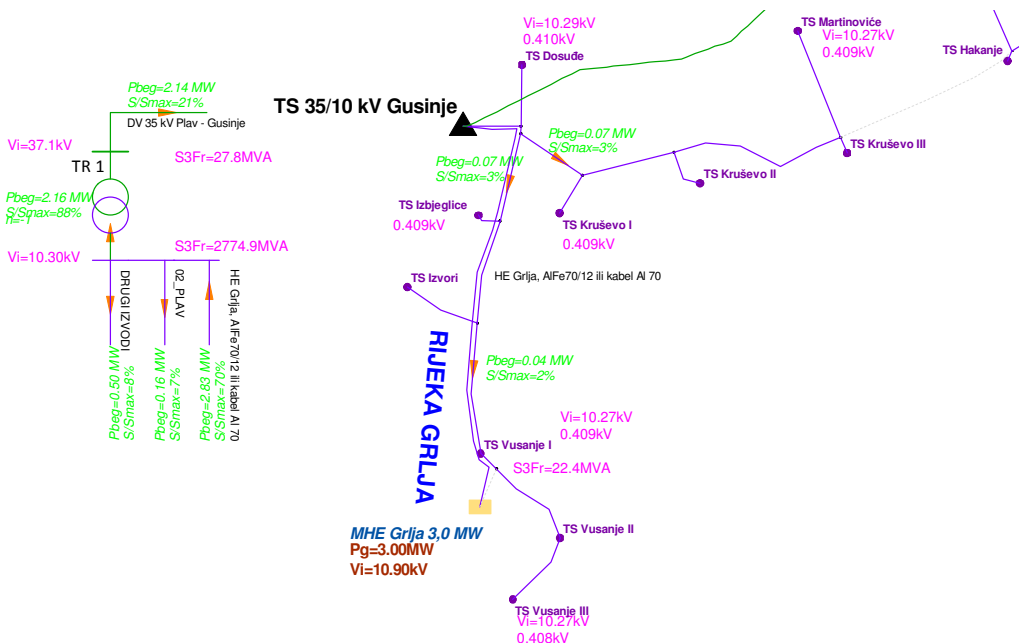 Pbeg=2.14 MW
S/Smax=21%
DV 35 kV Plav - Gusinje
Vi=37.1kV
TR 1
S3Fr=27.8MVA
Pbeg=2.16 MW
S/Smax=88%
n=-1
S3Fr=2774.9MVA
Vi=10.30kV
DRUGI IZVODI
Pbeg=0.50 MW
S/Smax=8%
02_PLAV
Pbeg=0.16 MW
S/Smax=7%
HE Grlja, AlFe70/12 ili kabel Al 70
Pbeg=2.83 MW
S/Smax=70%
Vi=10.29kV
0.410kV
TS Dosuđe
TS 35/10 kV Gusinje
TS Martinoviće
Vi=10.27kV
0.409kV
TS Hakanje
Pbeg=0.07 MW
S/Smax=3%
Pbeg=0.07 MW
S/Smax=3%
TS Kruševo III
TS Kruševo II
TS Izbjeglice
0.409kV
TS Kruševo I
0.409kV
TS Izvori
HE Grlja, AlFe70/12 ili kabel Al 70
RIJEKA GRLJA
Pbeg=0.04 MW
S/Smax=2%
Vi=10.27kV
0.409kV
TS Vusanje I
S3Fr=22.4MVA
MHE Grlja 3,0 MW
Pg=3.00MW
Vi=10.90kV
TS Vusanje II
TS Vusanje III
Vi=10.27kV
0.408kV